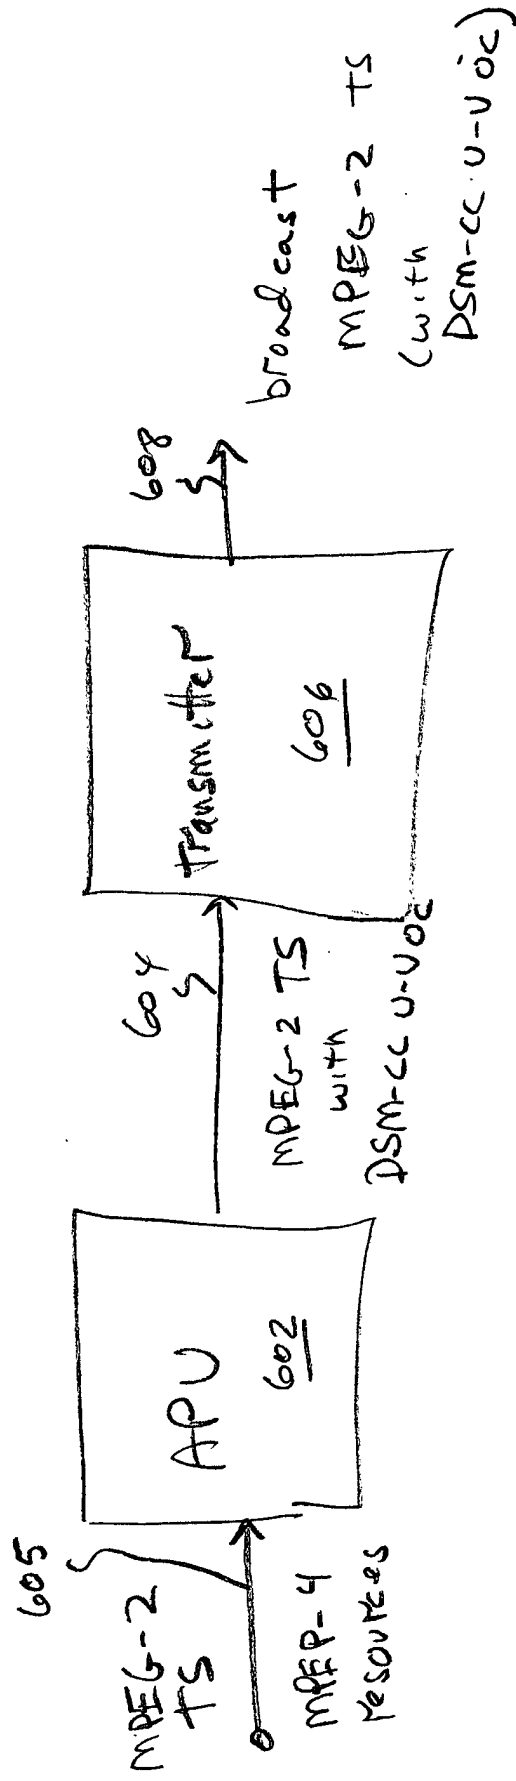 605
MPEG-2
TS
MPEP-4
resources
APU
602
604
MPEG-2 TS
with
DSM-CC U-U OC
Transmitter
606
608
broadcast
MPEG-2 TS
(with
DSM-CC U-U OC)